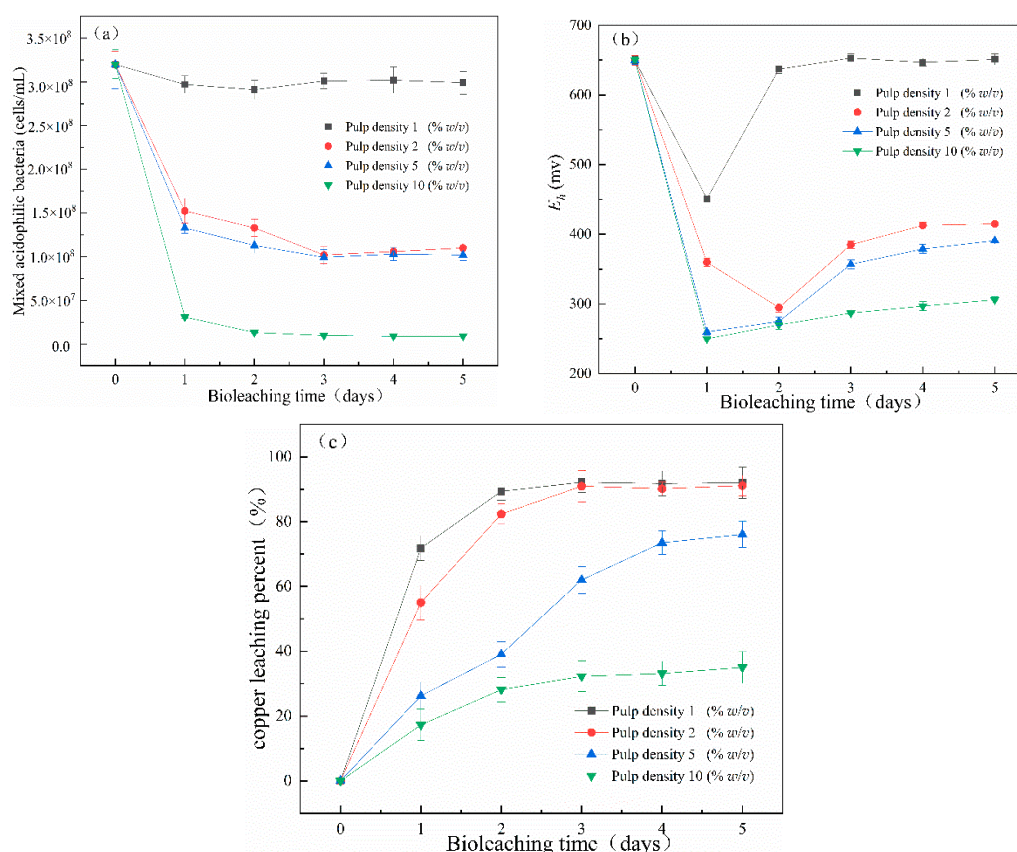 (a)
Mixed acidophilic bacteria (cells/mL)
3.5×10⁸
3.0×10⁸
2.5×10⁸
2.0×10⁸
1.5×10⁸
1.0×10⁸
5.0×10⁷
0.0
Pulp density 1 (% w/v)
Pulp density 2 (% w/v)
Pulp density 5 (% w/v)
Pulp density 10 (% w/v)
0 1 2 3 4 5
Bioleaching time (days)
(b)
Eₕ (mv)
700
600
500
400
300
200
Pulp density 1 (% w/v)
Pulp density 2 (% w/v)
Pulp density 5 (% w/v)
Pulp density 10 (% w/v)
0 1 2 3 4 5
Bioleaching time (days)
(c)
copper leaching percent (%)
100
80
60
40
20
0
Pulp density 1 (% w/v)
Pulp density 2 (% w/v)
Pulp density 5 (% w/v)
Pulp density 10 (% w/v)
0 1 2 3 4 5
Bioleaching time (days)